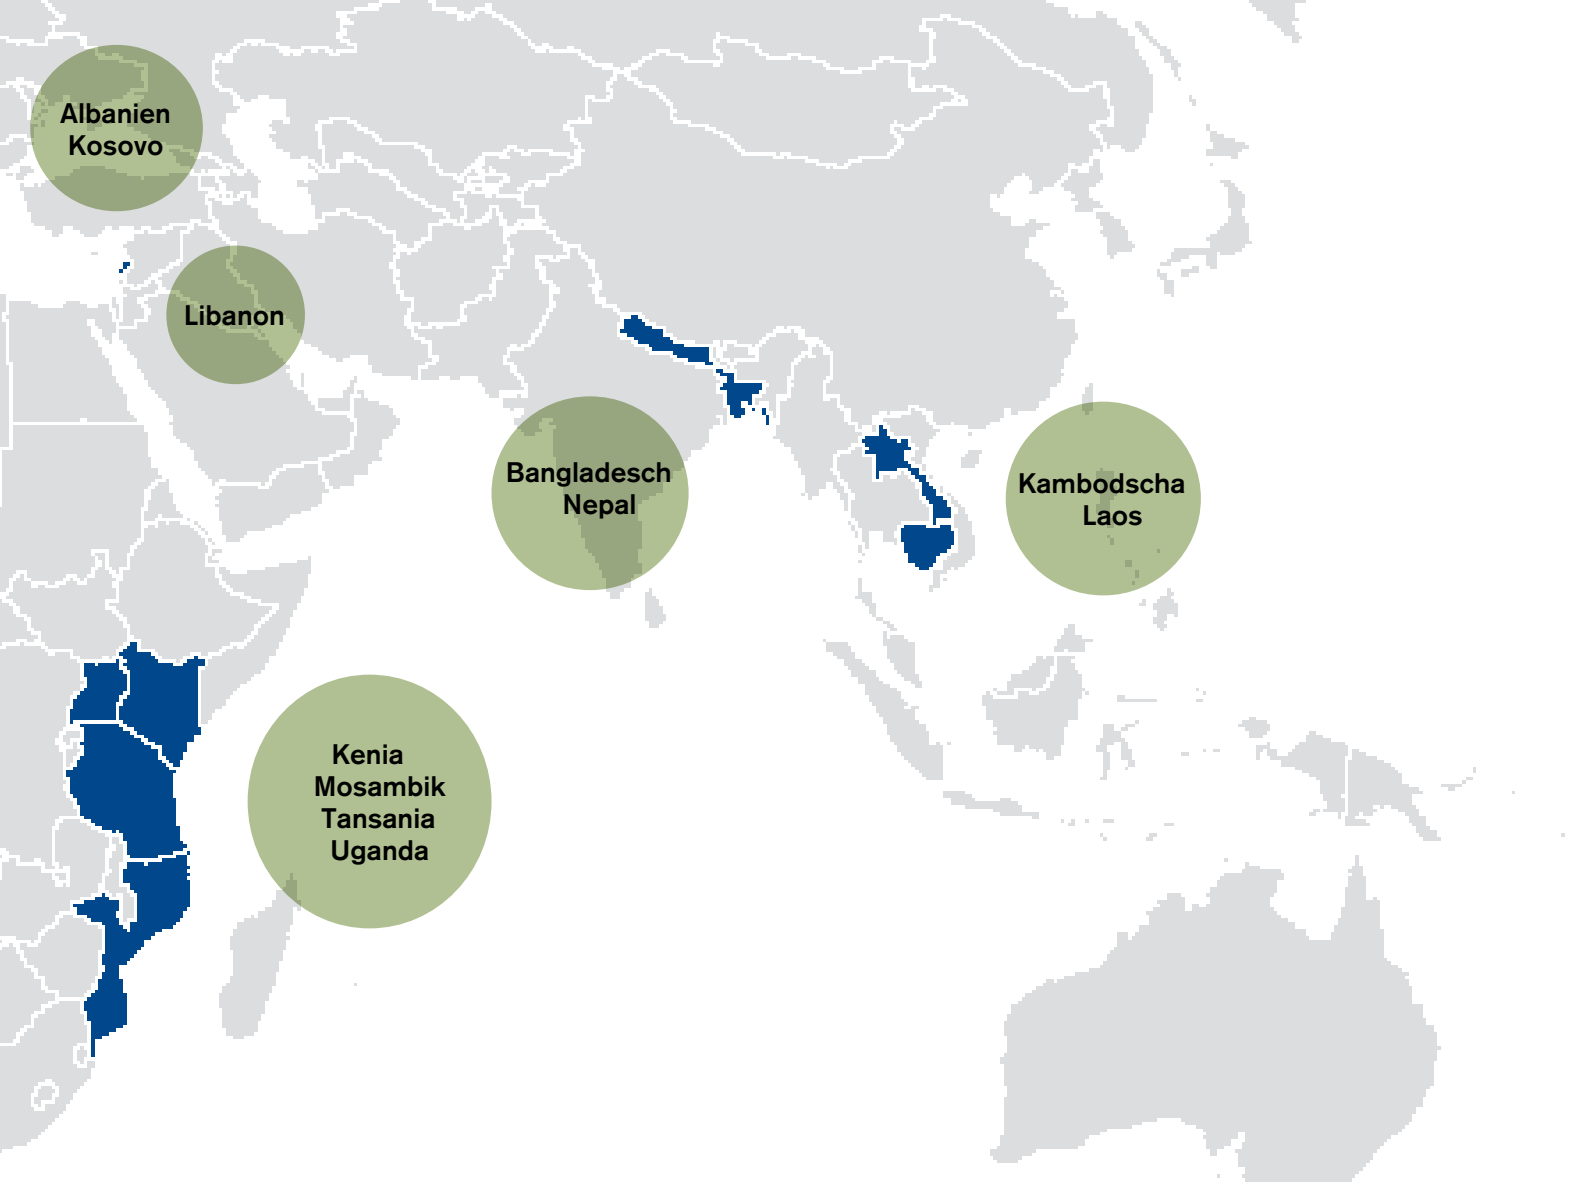 Albanien
Kosovo
Libanon
Bangladesch
Nepal
Kambodscha
Laos
Kenia
Mosambik
Tansania
Uganda